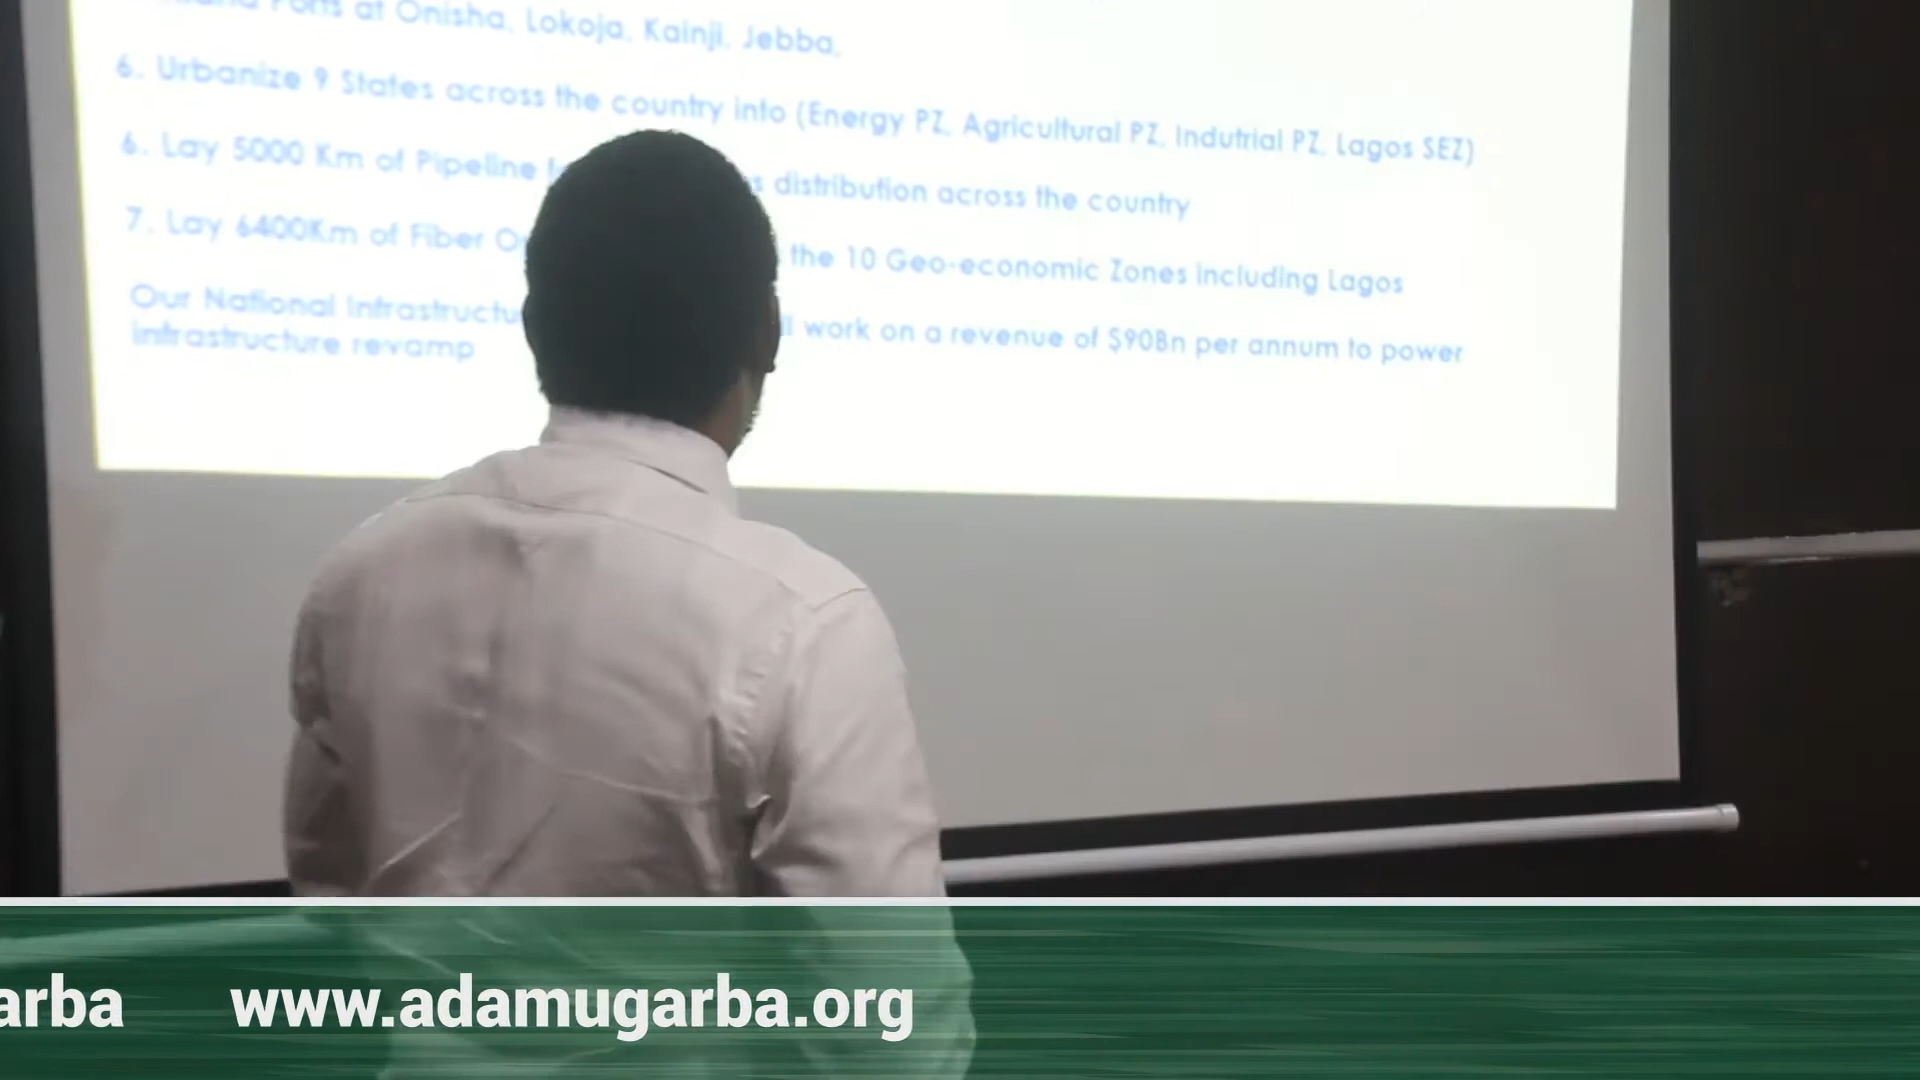 Ports at Onisha, Lokoja, Kainji, Jebba,
6. Urbanize 9 States across the country into (Energy PZ, Agricultural PZ, Indutrial PZ, Lagos SEZ)
6. Lay 5000 Km of Pipeline distribution across the country
7. Lay 6400Km of Fiber the 10 Geo-economic Zones including Lagos
Our National work on a revenue of $90Bn per annum to power
infrastructure revamp
arba www.adamugarba.org